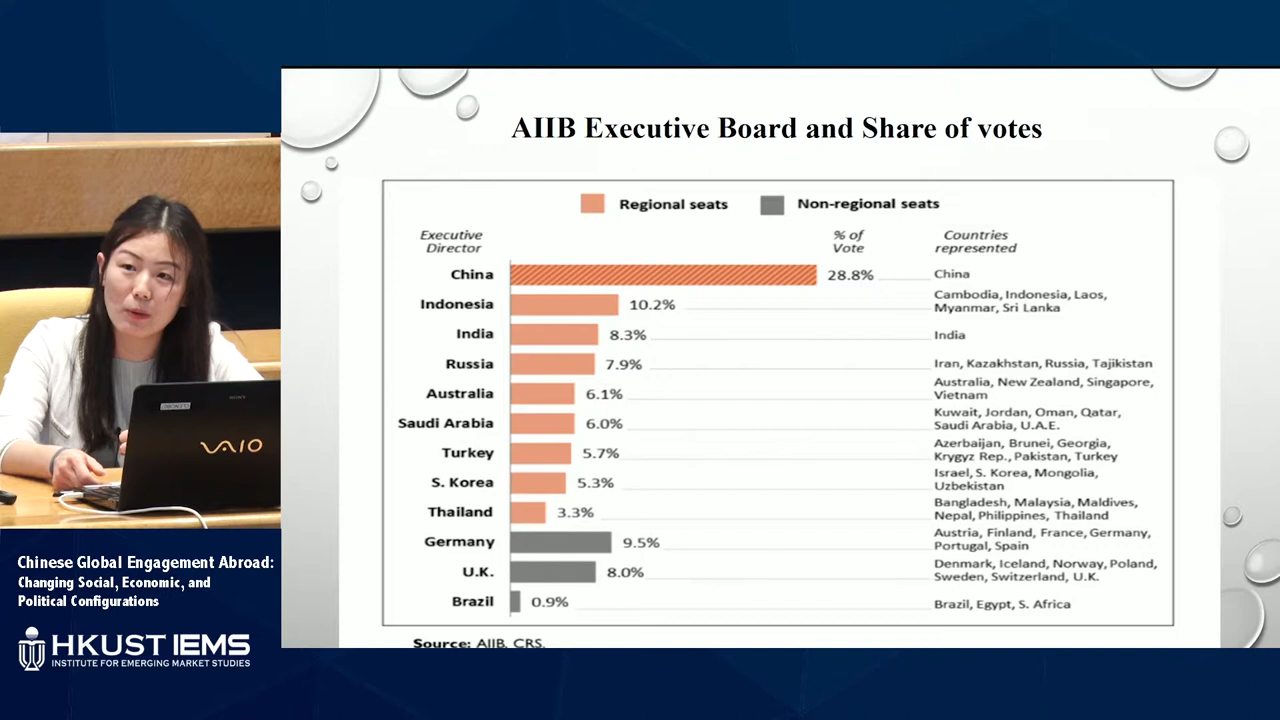 AIIB Executive Board and Share of votes
Regional seats
Non-regional seats
Executive
Director
% of
Vote
Countries
represented
China
28.8%
China
Indonesia
10.2%
Cambodia, Indonesia, Laos,
Myanmar, Sri Lanka
India
8.3%
India
Russia
7.9%
Iran, Kazakhstan, Russia, Tajikistan
Australia
6.1%
Australia, New Zealand, Singapore,
Vietnam
Saudi Arabia
6.0%
Kuwait, Jordan, Oman, Qatar,
Saudi Arabia, U.A.E.
Turkey
5.7%
Azerbaijan, Brunei, Georgia,
Krygyz Rep., Pakistan, Turkey
S. Korea
5.3%
Israel, S. Korea, Mongolia,
Uzbekistan
Thailand
3.3%
Bangladesh, Malaysia, Maldives,
Nepal, Philippines, Thailand
Germany
9.5%
Austria, Finland, France, Germany,
Portugal, Spain
U.K.
8.0%
Denmark, Iceland, Norway, Poland,
Sweden, Switzerland, U.K.
Brazil
0.9%
Brazil, Egypt, S. Africa
Source: AIIB, CRS.
SONY
VAIO
Chinese Global Engagement Abroad:
Changing Social, Economic, and
Political Configurations
HKUST IEMS
INSTITUTE FOR EMERGING MARKET STUDIES